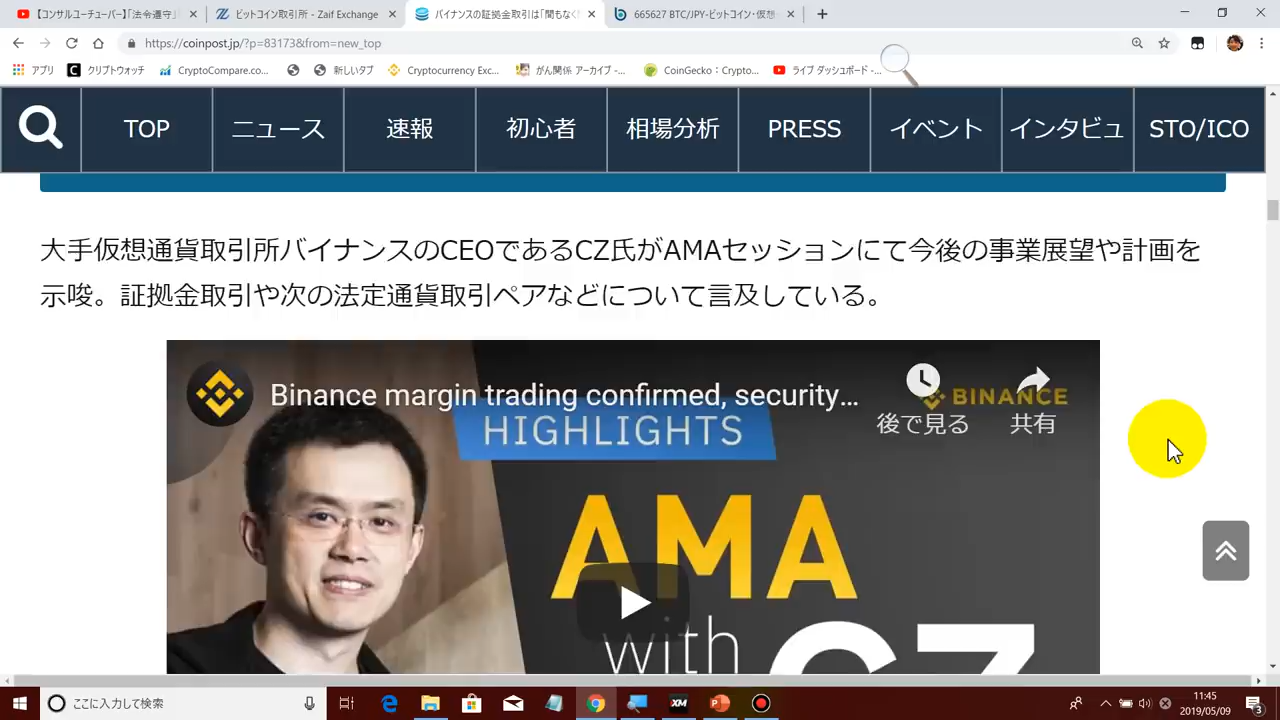 【コンサルユーチューバー】「法令遵守」
ビットコイン取引所 - Zaif Exchange
バイナンスの証拠金取引は「間もなく
665627 BTC/JPY-ビットコイン・仮想
https://coinpost.jp/?p=83173&from=new_top
アプリ
クリプトウォッチ
CryptoCompare.co...
新しいタブ
Cryptocurrency Exc...
がん関係 アーカイブ - ...
CoinGecko：Crypto...
ライブ ダッシュボード - ...
TOP
ニュース
速報
初心者
相場分析
PRESS
イベント
インタビュ
STO/ICO
大手仮想通貨取引所バイナンスのCEOであるCZ氏がAMAセッションにて今後の事業展望や計画を
示唆。証拠金取引や次の法定通貨取引ペアなどについて言及している。
Binance margin trading confirmed, security…
BINANCE
後で見る
共有
HIGHLIGHTS
AMA
with
CZ
ここに入力して検索
XM
11:45
2019/05/09
3